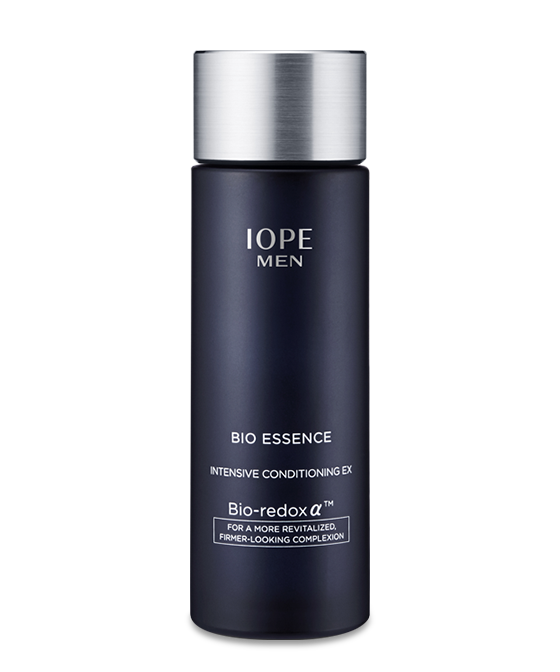 IOPE
MEN
BIO ESSENCE
INTENSIVE CONDITIONING EX
Bio-redox α™
FOR A MORE REVITALIZED,
FIRMER-LOOKING COMPLEXION